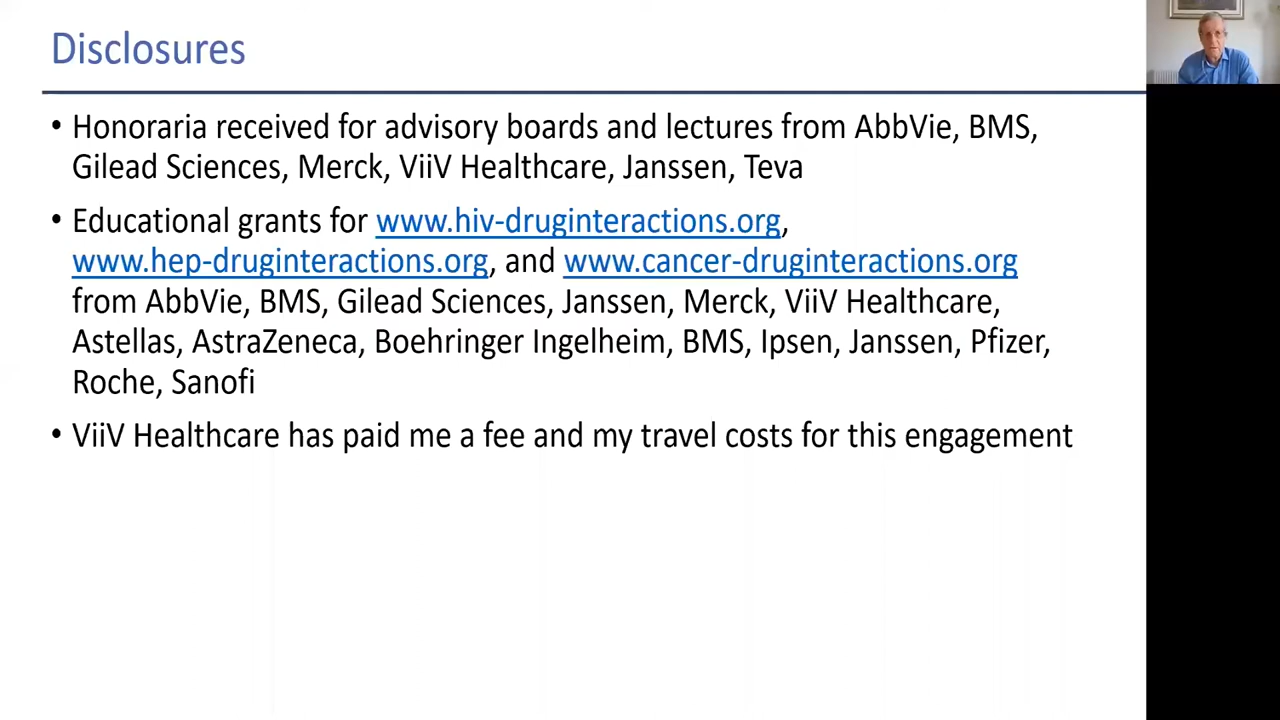 Disclosures
• Honoraria received for advisory boards and lectures from AbbVie, BMS,
Gilead Sciences, Merck, ViiV Healthcare, Janssen, Teva
• Educational grants for www.hiv-druginteractions.org,
www.hep-druginteractions.org, and www.cancer-druginteractions.org
from AbbVie, BMS, Gilead Sciences, Janssen, Merck, ViiV Healthcare,
Astellas, AstraZeneca, Boehringer Ingelheim, BMS, Ipsen, Janssen, Pfizer,
Roche, Sanofi
• ViiV Healthcare has paid me a fee and my travel costs for this engagement